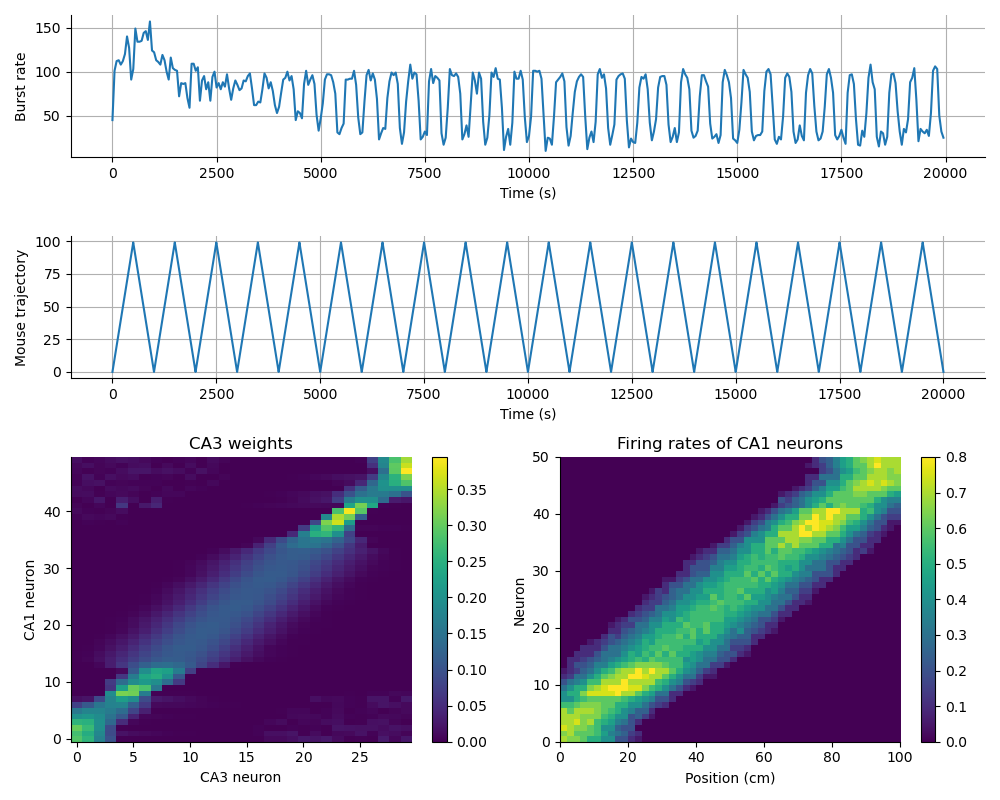 150
100
50
Burst rate
0 2500 5000 7500 10000 12500 15000 17500 20000
Time (s)
100
75
50
25
0
Mouse trajectory
0 2500 5000 7500 10000 12500 15000 17500 20000
Time (s)
CA3 weights
40
30
20
10
0
CA1 neuron
0 5 10 15 20 25
CA3 neuron
0.35
0.30
0.25
0.20
0.15
0.10
0.05
0.00
Firing rates of CA1 neurons
50
40
30
20
10
0
Neuron
0 20 40 60 80 100
Position (cm)
0.8
0.7
0.6
0.5
0.4
0.3
0.2
0.1
0.0